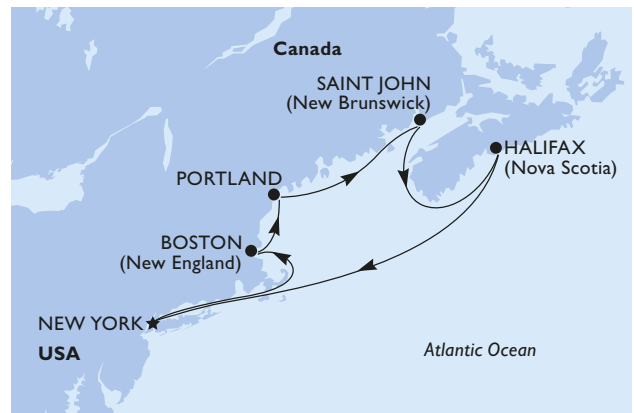 Canada
SAINT JOHN
(New Brunswick)
HALIFAX
(Nova Scotia)
PORTLAND
BOSTON
(New England)
NEW YORK
USA
Atlantic Ocean